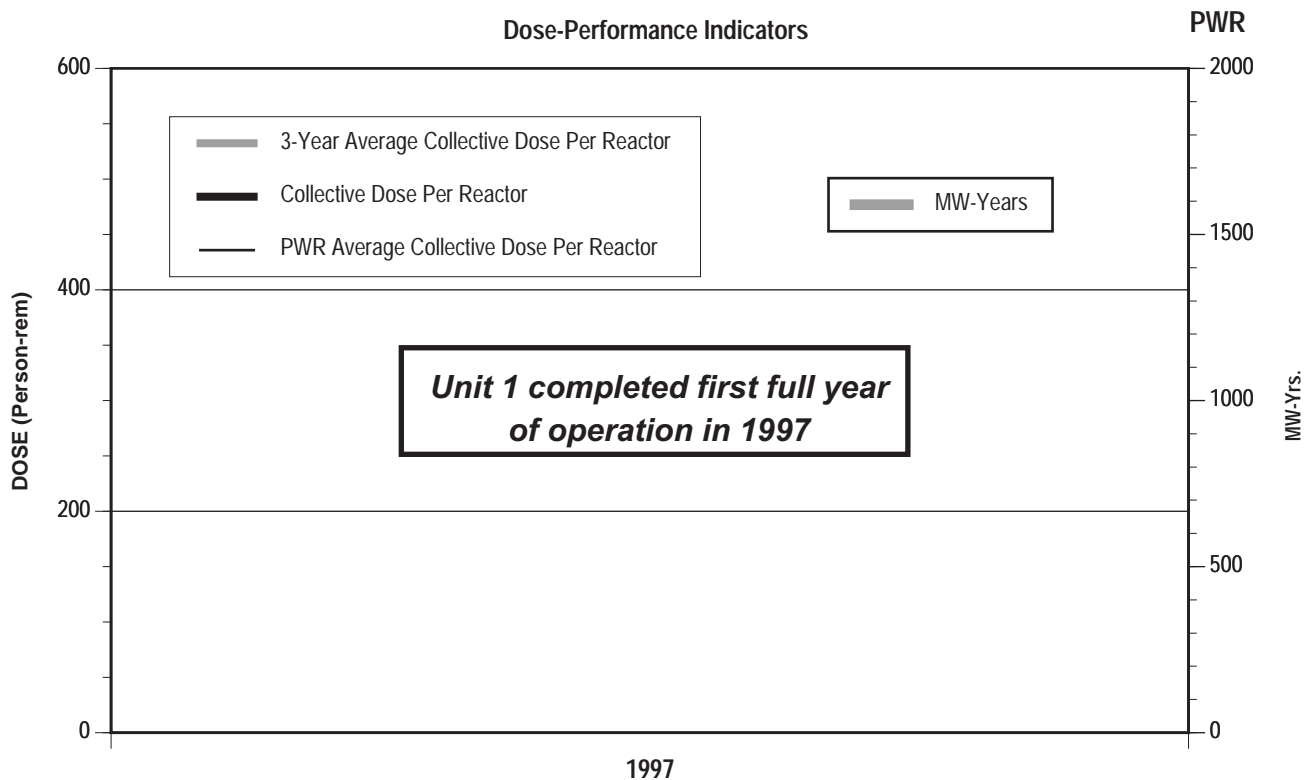 Dose-Performance Indicators
PWR
600
400
200
0
DOSE (Person-rem)
3-Year Average Collective Dose Per Reactor
Collective Dose Per Reactor
PWR Average Collective Dose Per Reactor
MW-Years
Unit 1 completed first full year
of operation in 1997
2000
1500
1000
500
0
MW-Yrs.
1997